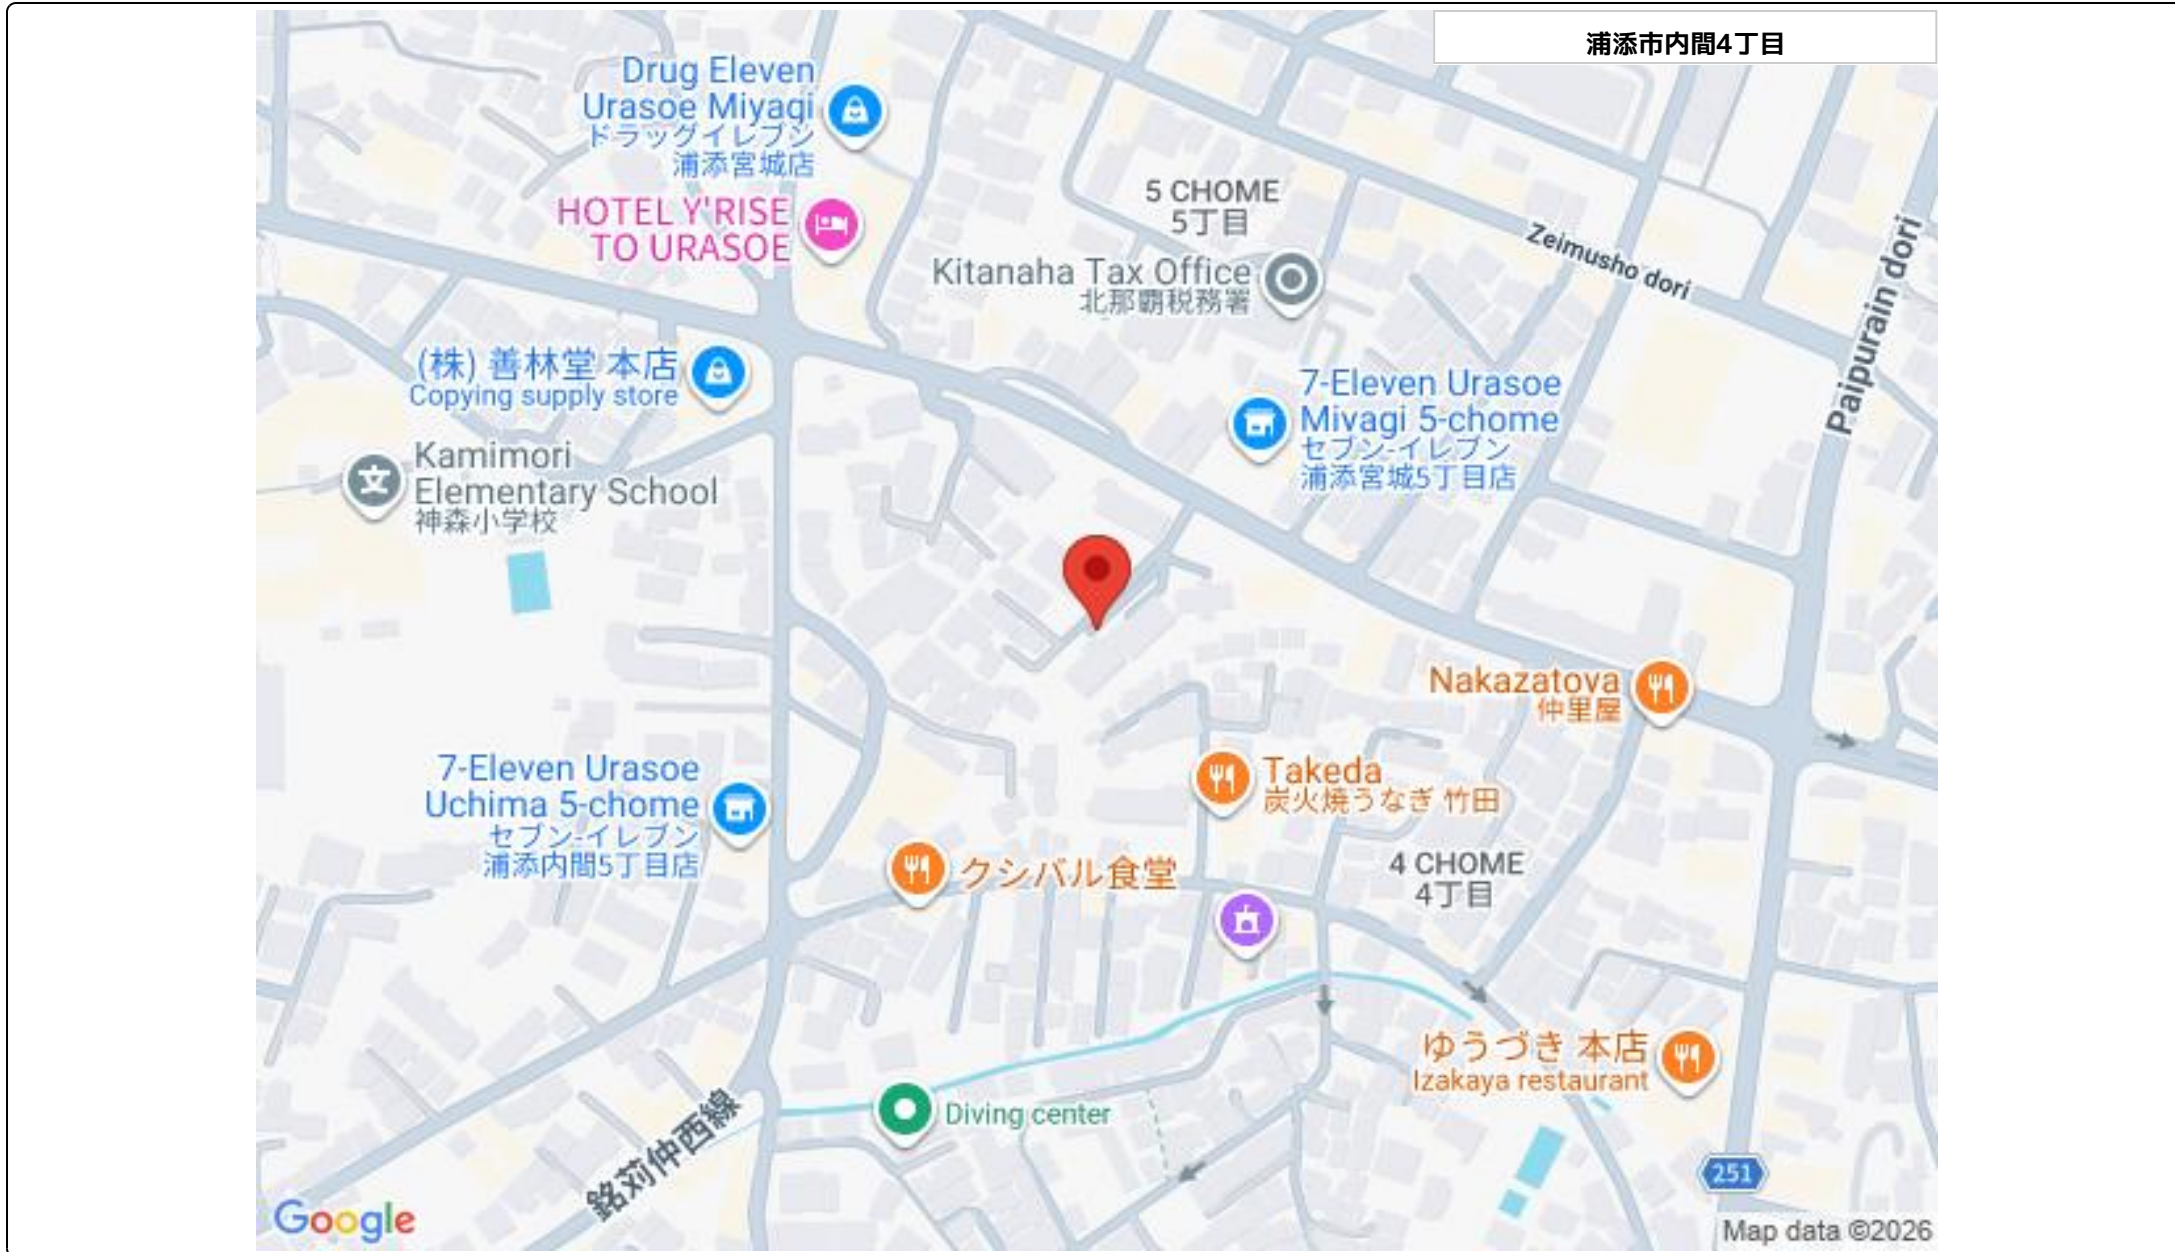 浦添市内間4丁目
Drug Eleven
Urasoe Miyagi
ドラッグイレブン
浦添宮城店
HOTEL Y'RISE
TO URASOE
5 CHOME
5丁目
Kitanaha Tax Office
北那覇税務署
Zeimusho dori
Paipurain dori
(株) 善林堂 本店
Copying supply store
7-Eleven Urasoe
Miyagi 5-chome
セブン-イレブン
浦添宮城5丁目店
Kamimori
Elementary School
神森小学校
文
Nakazatoya
仲里屋
7-Eleven Urasoe
Uchima 5-chome
セブン-イレブン
浦添内間5丁目店
Takeda
炭火焼うなぎ 竹田
クシバル食堂
4 CHOME
4丁目
ゆうづき 本店
Izakaya restaurant
Diving center
銘苅仲西線
251
Google
Map data ©2026